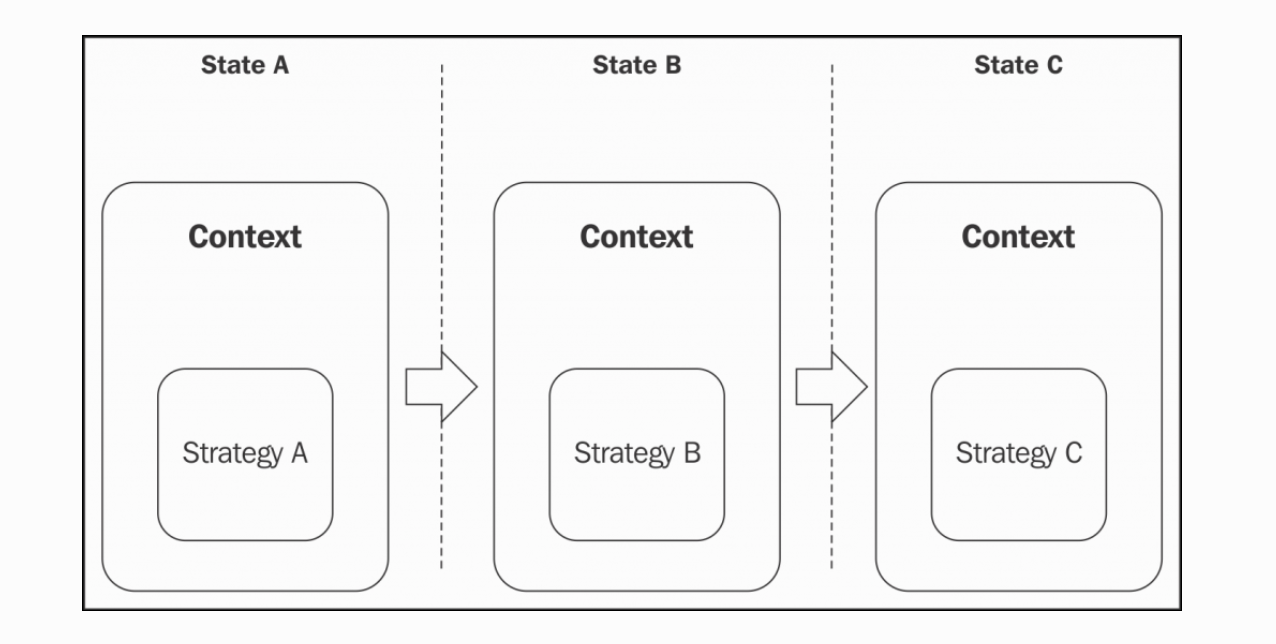 State A
State B
State C
Context
Context
Context
Strategy A
Strategy B
Strategy C